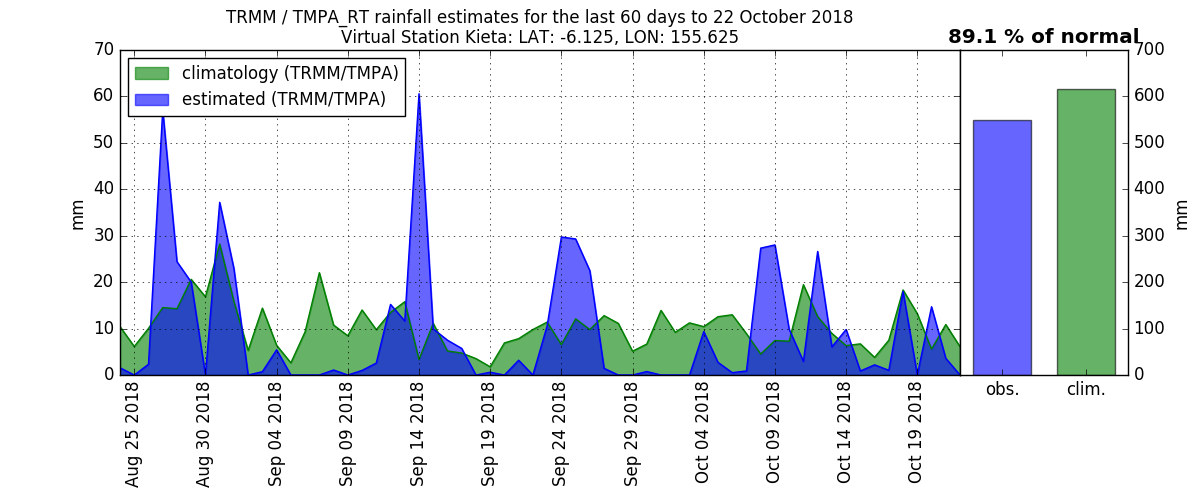 TRMM / TMPA_RT rainfall estimates for the last 60 days to 22 October 2018
Virtual Station Kieta: LAT: -6.125, LON: 155.625
89.1 % of normal
climatology (TRMM/TMPA)
estimated (TRMM/TMPA)
70
60
50
40
30
20
10
0
mm
700
600
500
400
300
200
100
0
mm
Aug 25 2018
Aug 30 2018
Sep 04 2018
Sep 09 2018
Sep 14 2018
Sep 19 2018
Sep 24 2018
Sep 29 2018
Oct 04 2018
Oct 09 2018
Oct 14 2018
Oct 19 2018
obs.
clim.